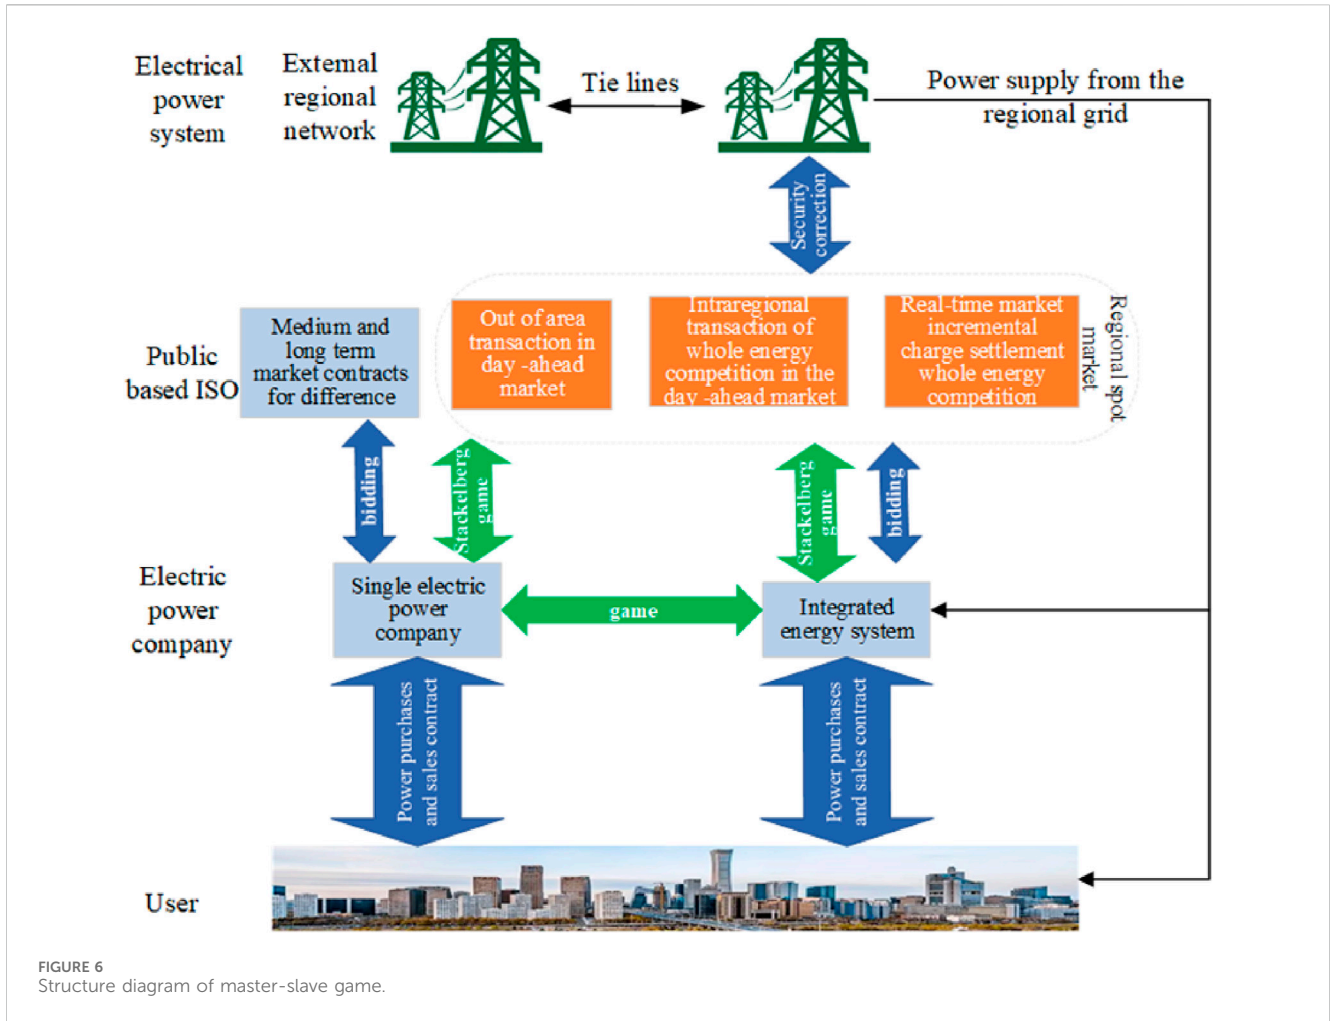 Electrical
power
system
External
regional
network
Tie lines
Power supply from the
regional grid
Security
correction
Public
based ISO
Medium and
long term
market contracts
for difference
Out of area
transaction in
day -ahead
market
Intraregional
transaction of
whole energy
competition in the
day -ahead market
Real-time market
incremental
charge settlement
whole energy
competition
Regional spot
market
bidding
Stackelberg
game
Stackelberg
game
bidding
Electric
power
company
Single electric
power
company
game
Integrated
energy system
Power purchases
and sales contract
Power purchases
and sales contract
User
FIGURE 6
Structure diagram of master-slave game.